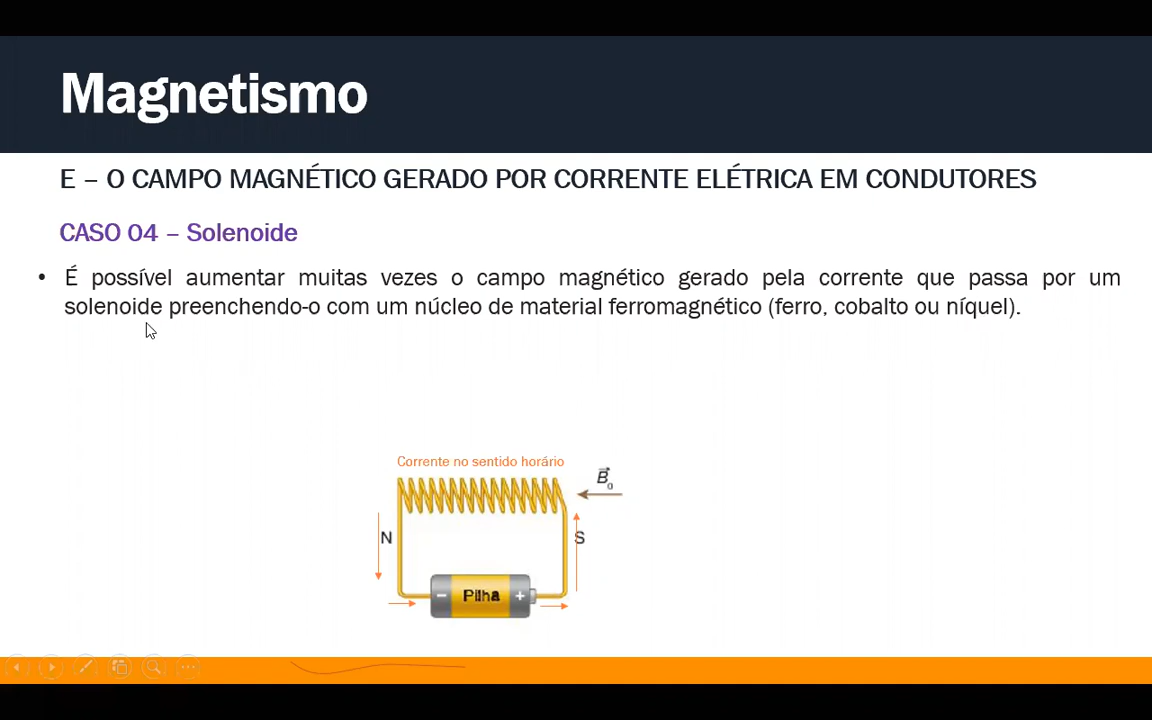 Magnetismo
E – O CAMPO MAGNÉTICO GERADO POR CORRENTE ELÉTRICA EM CONDUTORES
CASO 04 – Solenoide
• É possível aumentar muitas vezes o campo magnético gerado pela corrente que passa por um
solenoide preenchendo-o com um núcleo de material ferromagnético (ferro, cobalto ou níquel).
Corrente no sentido horário
B₀
N
S
− Pilha +